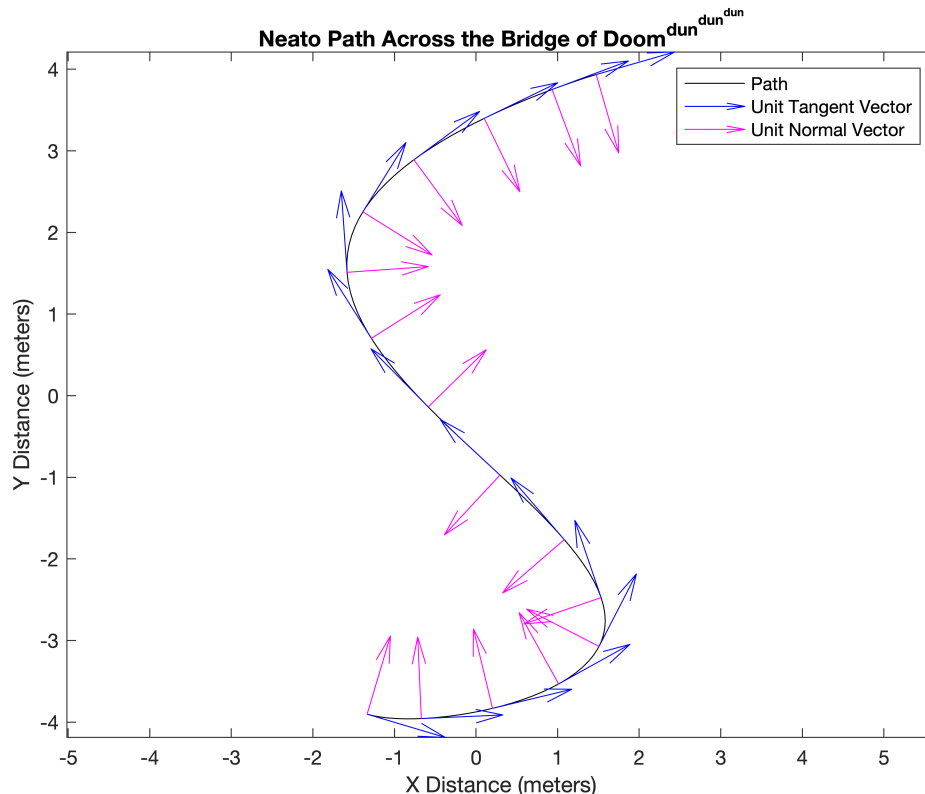 Neato Path Across the Bridge of Doom dun dun dun
Path
Unit Tangent Vector
Unit Normal Vector
4
3
2
1
0
-1
-2
-3
-4
Y Distance (meters)
-5 -4 -3 -2 -1 0 1 2 3 4 5
X Distance (meters)